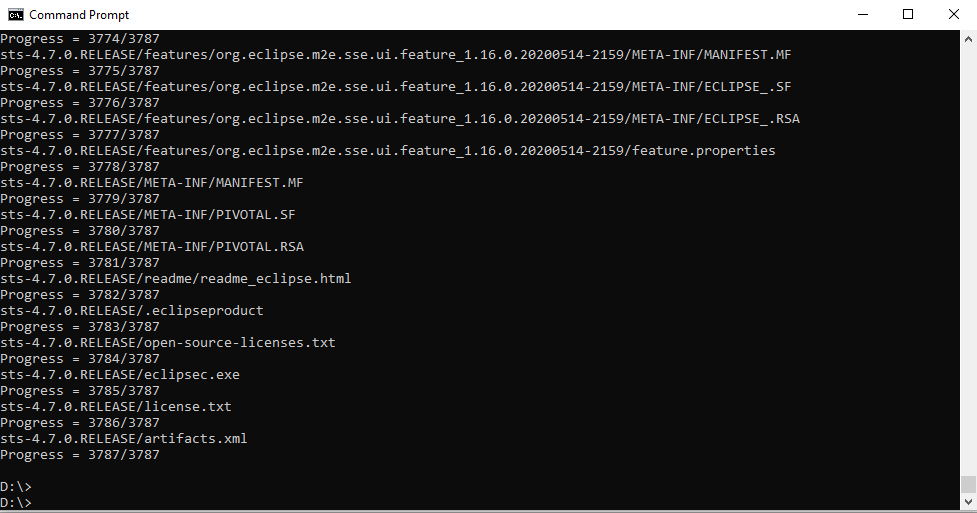 Command Prompt
Progress = 3774/3787
sts-4.7.0.RELEASE/features/org.eclipse.m2e.sse.ui.feature_1.16.0.20200514-2159/META-INF/MANIFEST.MF
Progress = 3775/3787
sts-4.7.0.RELEASE/features/org.eclipse.m2e.sse.ui.feature_1.16.0.20200514-2159/META-INF/ECLIPSE_.SF
Progress = 3776/3787
sts-4.7.0.RELEASE/features/org.eclipse.m2e.sse.ui.feature_1.16.0.20200514-2159/META-INF/ECLIPSE_.RSA
Progress = 3777/3787
sts-4.7.0.RELEASE/features/org.eclipse.m2e.sse.ui.feature_1.16.0.20200514-2159/feature.properties
Progress = 3778/3787
sts-4.7.0.RELEASE/META-INF/MANIFEST.MF
Progress = 3779/3787
sts-4.7.0.RELEASE/META-INF/PIVOTAL.SF
Progress = 3780/3787
sts-4.7.0.RELEASE/META-INF/PIVOTAL.RSA
Progress = 3781/3787
sts-4.7.0.RELEASE/readme/readme_eclipse.html
Progress = 3782/3787
sts-4.7.0.RELEASE/.eclipseproduct
Progress = 3783/3787
sts-4.7.0.RELEASE/open-source-licenses.txt
Progress = 3784/3787
sts-4.7.0.RELEASE/eclipsec.exe
Progress = 3785/3787
sts-4.7.0.RELEASE/license.txt
Progress = 3786/3787
sts-4.7.0.RELEASE/artifacts.xml
Progress = 3787/3787
D:\>
D:\>